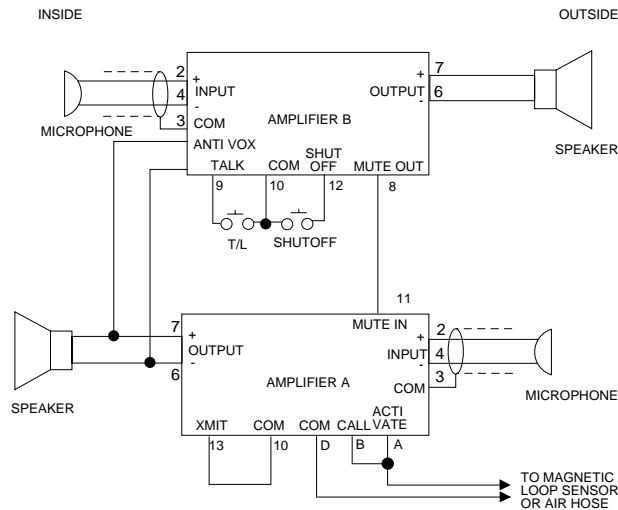 INSIDE
OUTSIDE
2
+
INPUT
4
-
3
COM
MICROPHONE
ANTI VOX
AMPLIFIER B
7
+
OUTPUT
6
-
SPEAKER
TALK
COM
SHUT
OFF
MUTE OUT
9
10
12
8
T/L
SHUTOFF
11
MUTE IN
7
+
OUTPUT
6
-
SPEAKER
AMPLIFIER A
2
+
INPUT
4
-
3
COM
MICROPHONE
XMIT
COM
COM
CALL
ACTI
VATE
13
10
D
B
A
TO MAGNETIC
LOOP SENSOR
OR AIR HOSE